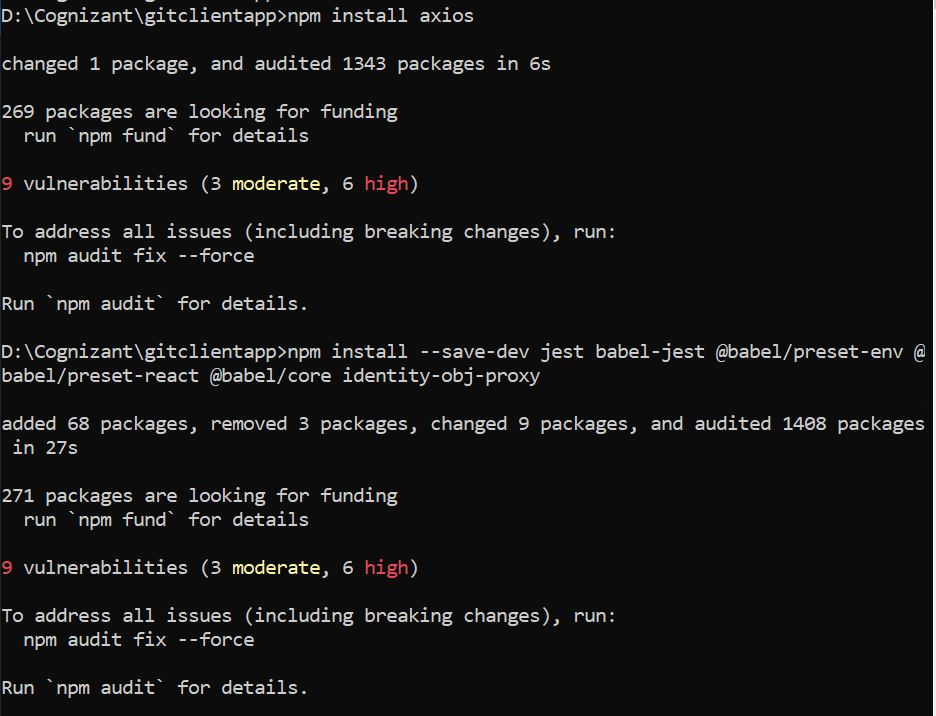 D:\Cognizant\gitclientapp>npm install axios
changed 1 package, and audited 1343 packages in 6s
269 packages are looking for funding
  run `npm fund` for details
9 vulnerabilities (3 moderate, 6 high)
To address all issues (including breaking changes), run:
  npm audit fix --force
Run `npm audit` for details.
D:\Cognizant\gitclientapp>npm install --save-dev jest babel-jest @babel/preset-env @
babel/preset-react @babel/core identity-obj-proxy
added 68 packages, removed 3 packages, changed 9 packages, and audited 1408 packages
 in 27s
271 packages are looking for funding
  run `npm fund` for details
9 vulnerabilities (3 moderate, 6 high)
To address all issues (including breaking changes), run:
  npm audit fix --force
Run `npm audit` for details.